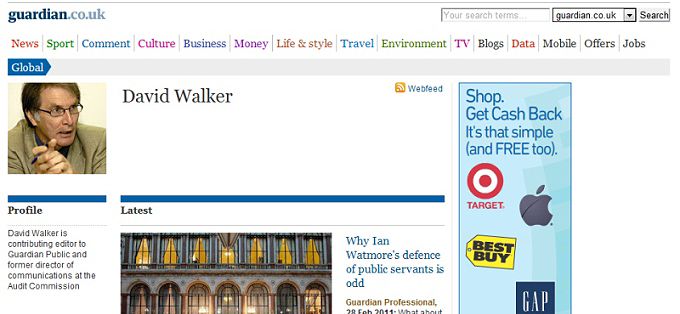 guardian.co.uk
Your search terms...
guardian.co.uk
Search
News Sport Comment Culture Business Money Life & style Travel Environment TV Blogs Data Mobile Offers Jobs
Global
David Walker
Webfeed
Shop.
Get Cash Back
It's that simple
(and FREE too).
TARGET.
BEST
BUY
GAP
Profile
David Walker is
contributing editor to
Guardian Public and
former director of
communications at the
Audit Commission
Latest
Why Ian
Watmore's defence
of public servants is
odd
Guardian Professional,
28 Feb 2011: What about